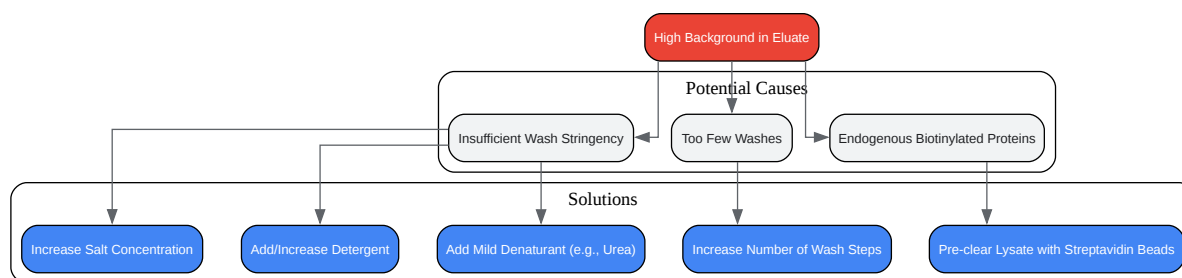 High Background in Eluate
Potential Causes
Insufficient Wash Stringency
Too Few Washes
Endogenous Biotinylated Proteins
Solutions
Increase Salt Concentration
Add/Increase Detergent
Add Mild Denaturant (e.g., Urea)
Increase Number of Wash Steps
Pre-clear Lysate with Streptavidin Beads